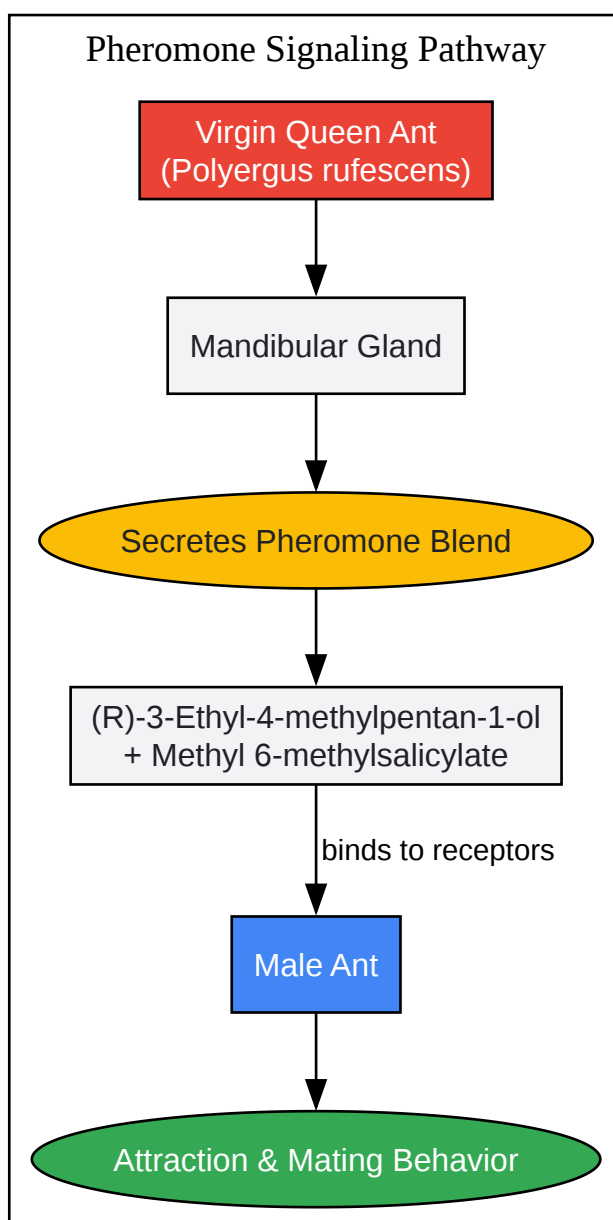 Pheromone Signaling Pathway
Virgin Queen Ant
(Polyergus rufescens)
Mandibular Gland
Secretes Pheromone Blend
(R)-3-Ethyl-4-methylpentan-1-ol
+ Methyl 6-methylsalicylate
binds to receptors
Male Ant
Attraction & Mating Behavior